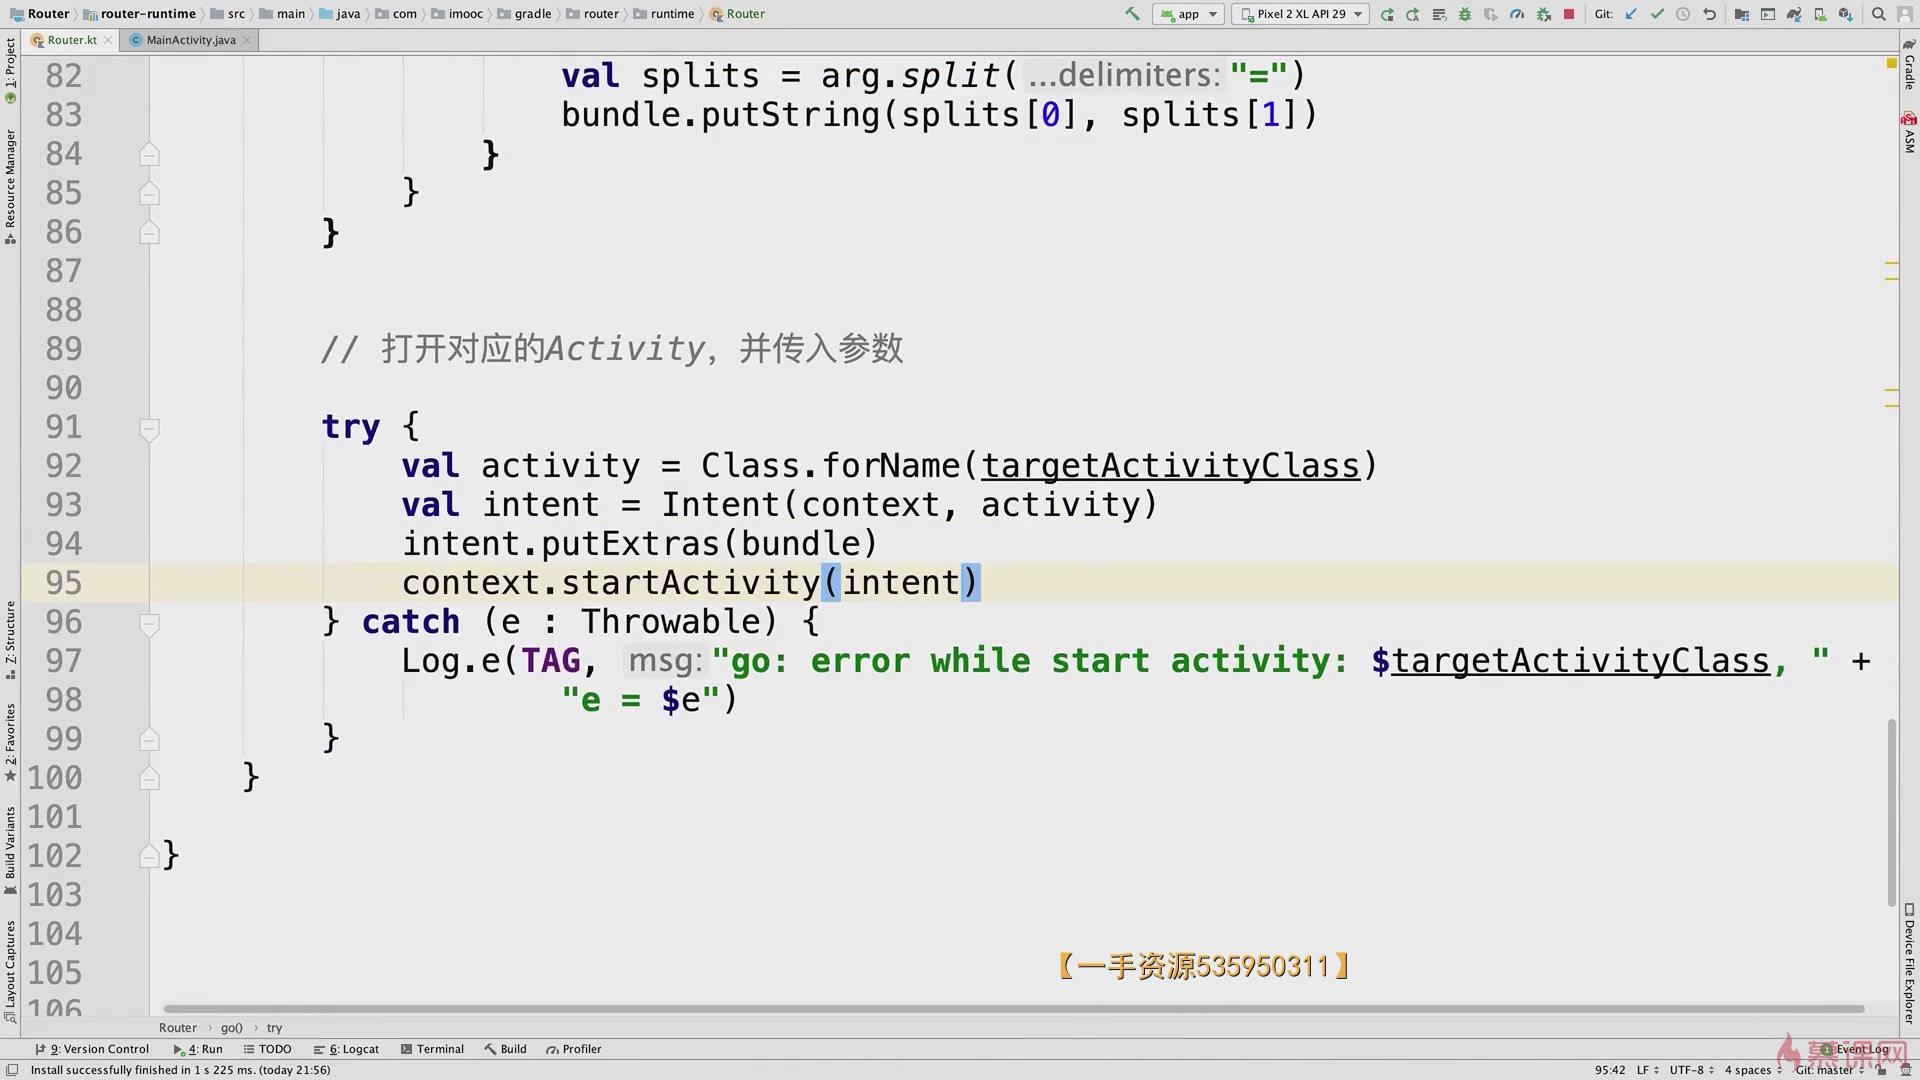 Router router-runtime src main java com imooc gradle router runtime Router app Pixel 2 XL API 29 Git:
Router.kt MainActivity.java
1: Project
Resource Manager
Z: Structure
2: Favorites
Build Variants
Layout Captures
Gradle
ASM
Device File Explorer
82 val splits = arg.split( ...delimiters: "=")
83 bundle.putString(splits[0], splits[1])
84 }
85 }
86 }
87
88
89 // 打开对应的Activity，并传入参数
90
91 try {
92 val activity = Class.forName(targetActivityClass)
93 val intent = Intent(context, activity)
94 intent.putExtras(bundle)
95 context.startActivity(intent)
96 } catch (e : Throwable) {
97 Log.e(TAG, msg: "go: error while start activity: $targetActivityClass, " +
98 "e = $e")
99 }
100 }
101
102 }
103
104
105
106
【一手资源535950311】
Router go() try
9: Version Control 4: Run TODO 6: Logcat Terminal Build Profiler Event Log
慕课网
Install successfully finished in 1 s 225 ms. (today 21:56) 95:42 LF UTF-8 4 spaces Git: master